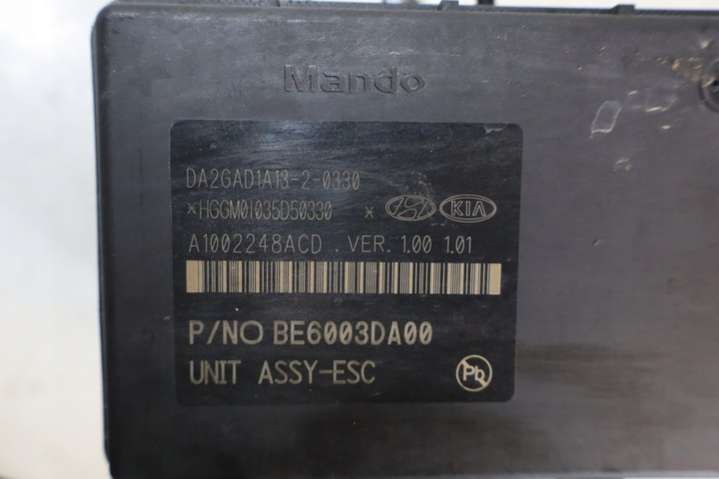 Mando
DA2GAD1A13-2-0330
*HGGM01035D50330 * KIA
A1002248ACD . VER. 1.00 1.01
P/NO BE6003DA00
UNIT ASSY-ESC Pb